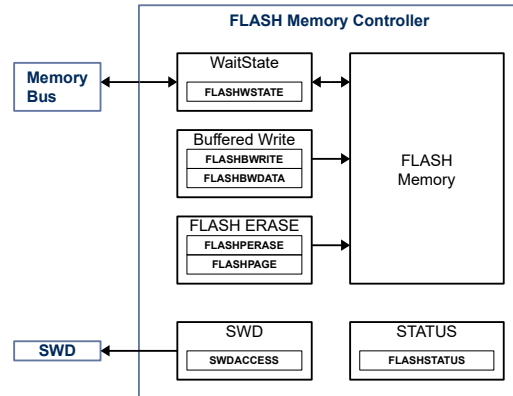 FLASH Memory Controller
Memory
Bus
WaitState
FLASHWSTATE
Buffered Write
FLASHBWRITE
FLASHBWDATA
FLASH ERASE
FLASHPERASE
FLASHPAGE
FLASH
Memory
SWD
SWD
SWDACCESS
STATUS
FLASHSTATUS